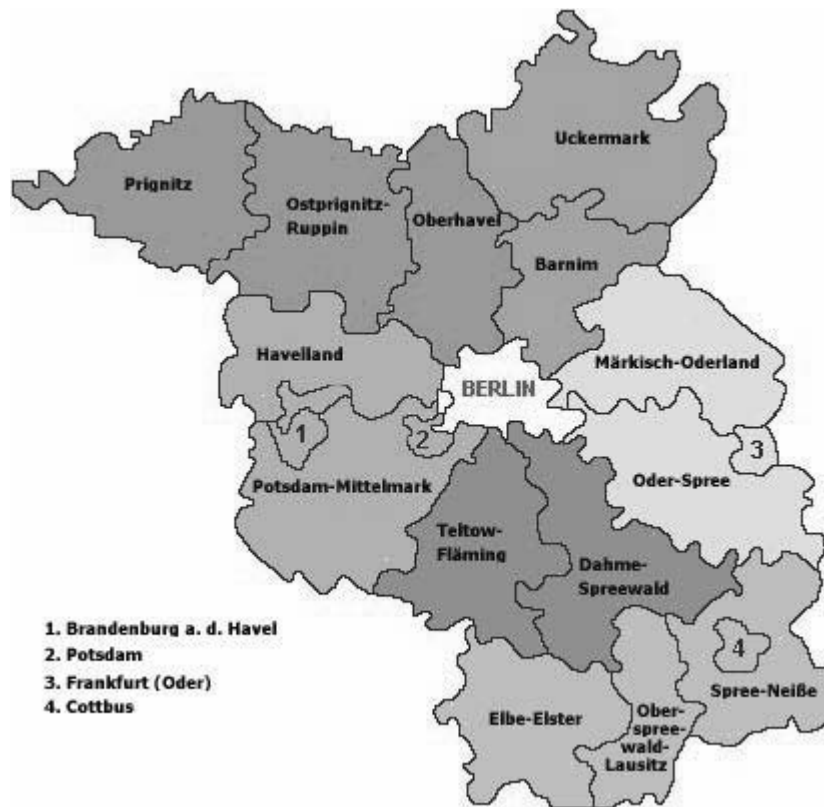 Uckermark
Prignitz
Ostprignitz-
Ruppin
Oberhavel
Barnim
Havelland
Märkisch-Oderland
BERLIN
1
2
3
Oder-Spree
Potsdam-Mittelmark
Teltow-
Fläming
Dahme-
Spreewald
1. Brandenburg a. d. Havel
2. Potsdam
3. Frankfurt (Oder)
4. Cottbus
4
Spree-Neiße
Elbe-Elster
Ober-
spree-
wald-
Lausitz